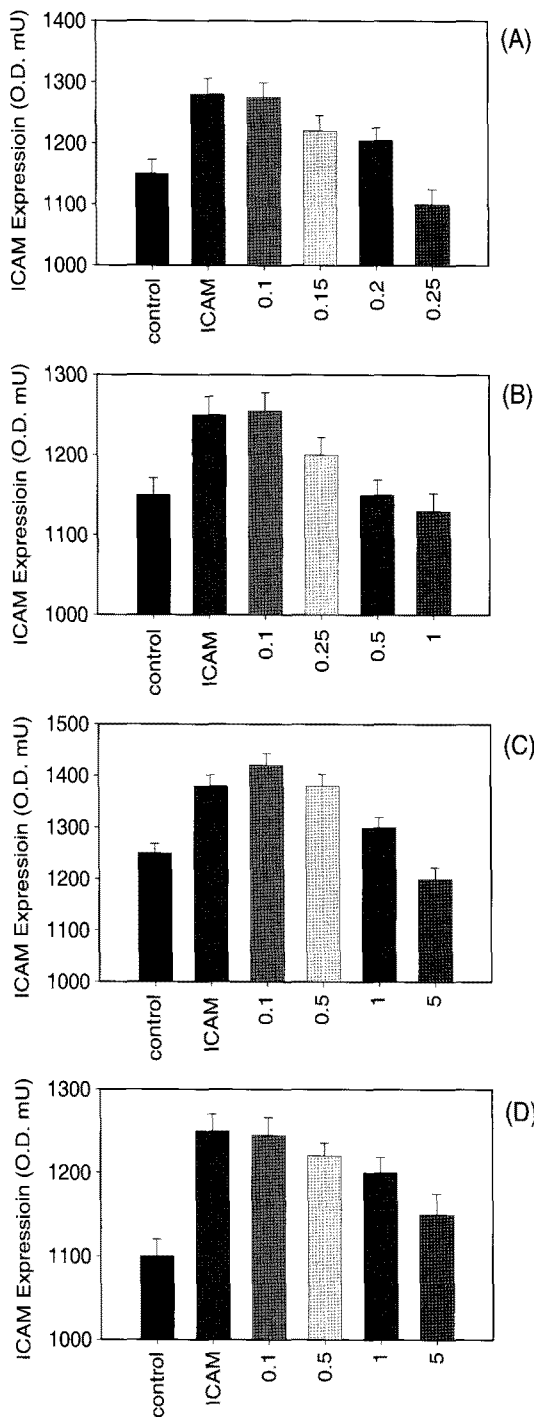 (A)
ICAM Expressioin (O.D. mU)
1400
1300
1200
1100
1000
control
ICAM
0.1
0.15
0.2
0.25
(B)
ICAM Expressioin (O.D. mU)
1300
1200
1100
1000
control
ICAM
0.1
0.25
0.5
1
(C)
ICAM Expressioin (O.D. mU)
1500
1400
1300
1200
1100
1000
control
ICAM
0.1
0.5
1
5
(D)
ICAM Expressioin (O.D. mU)
1300
1200
1100
1000
control
ICAM
0.1
0.5
1
5